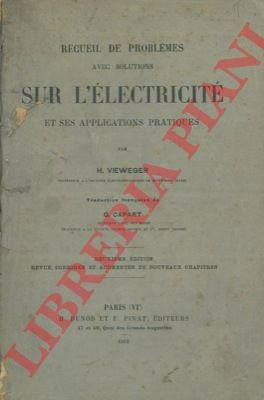 RECUEIL DE PROBLÈMES
AVEC SOLUTIONS
SUR L'ÉLECTRICITÉ
ET SES APPLICATIONS PRATIQUES
PAR
H. VIEWEGER
Traduction française de
G. CAPART
DEUXIÈME ÉDITION
REVUE, CORRIGÉE ET AUGMENTÉE DE NOUVEAUX CHAPITRES
PARIS (VIᵉ)
H. DUNOD ET E. PINAT, ÉDITEURS
47 et 49, Quai des Grands-Augustins
LIBRERIA PIANI